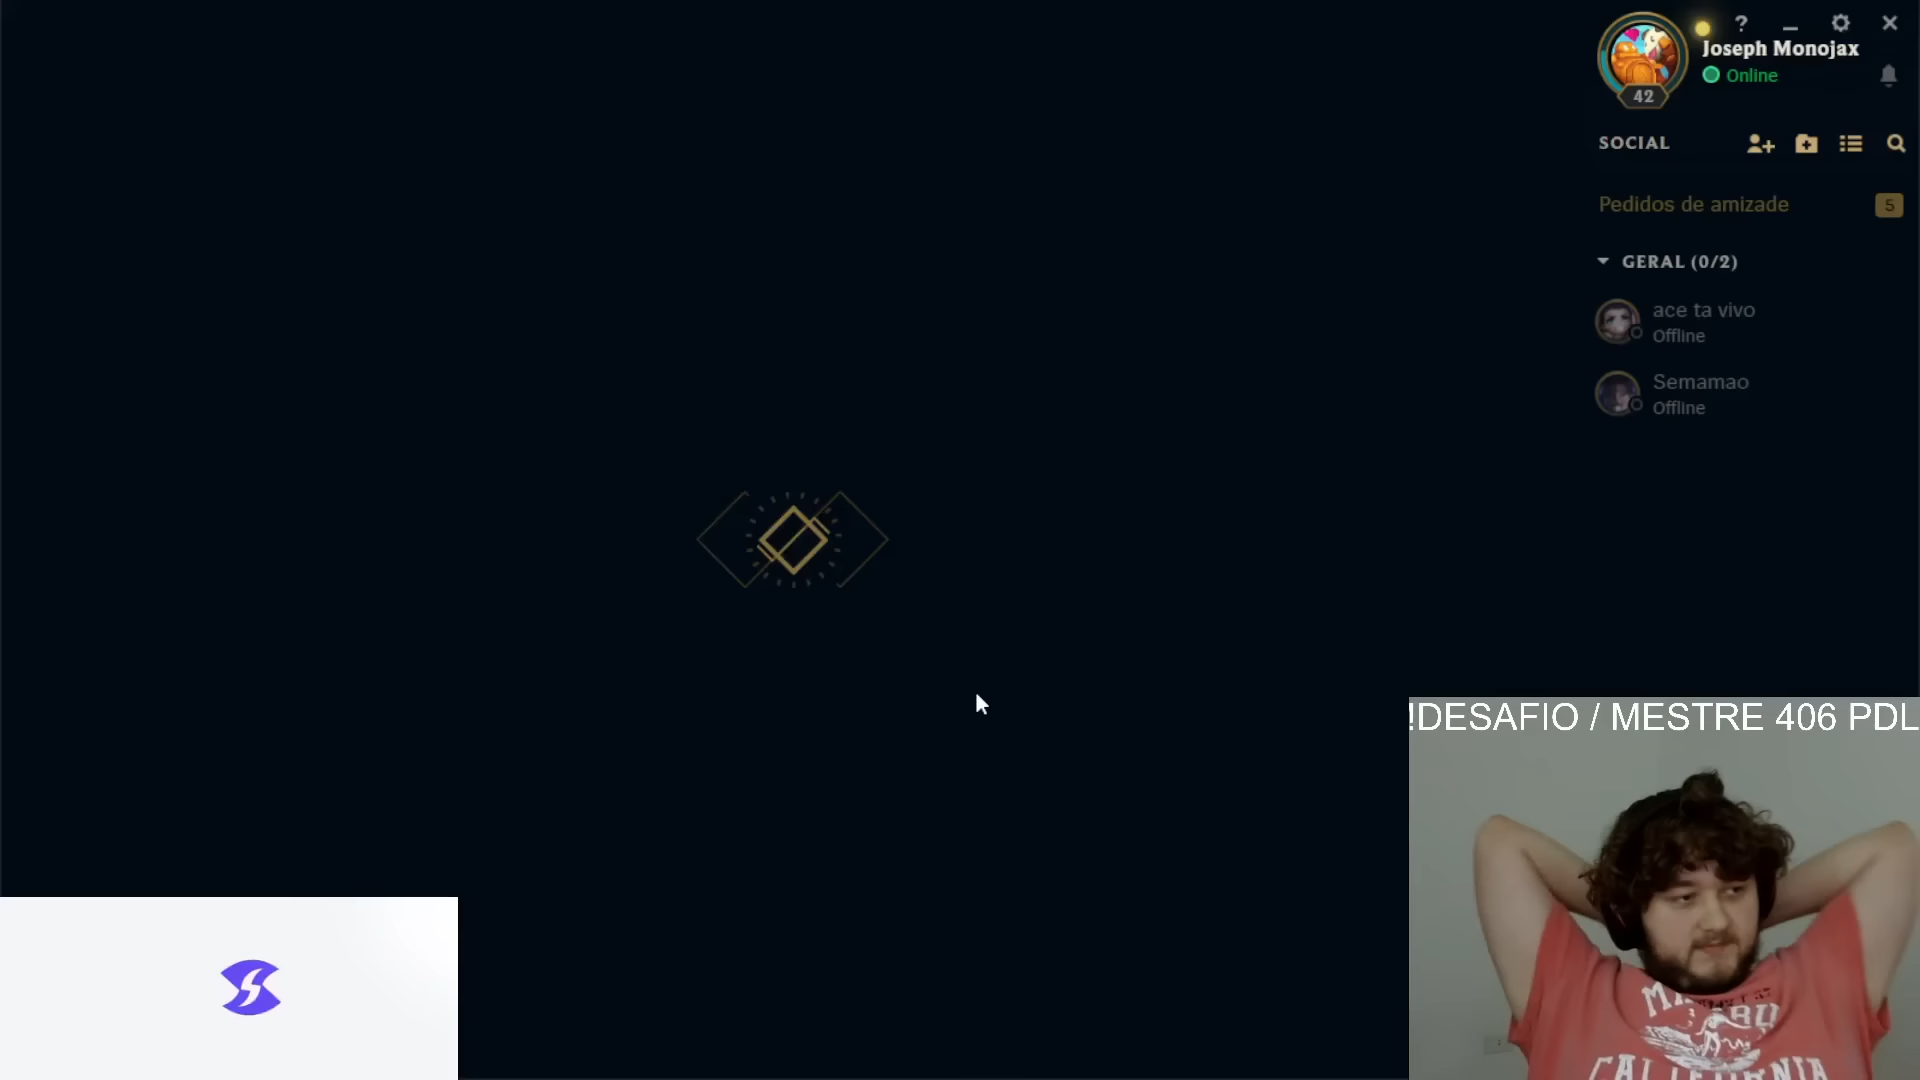 ?
Joseph Monojax
Online
42
SOCIAL
Pedidos de amizade
5
GERAL (0/2)
ace ta vivo
Offline
Semamao
Offline
!DESAFIO / MESTRE 406 PDL
CALIFORNIA